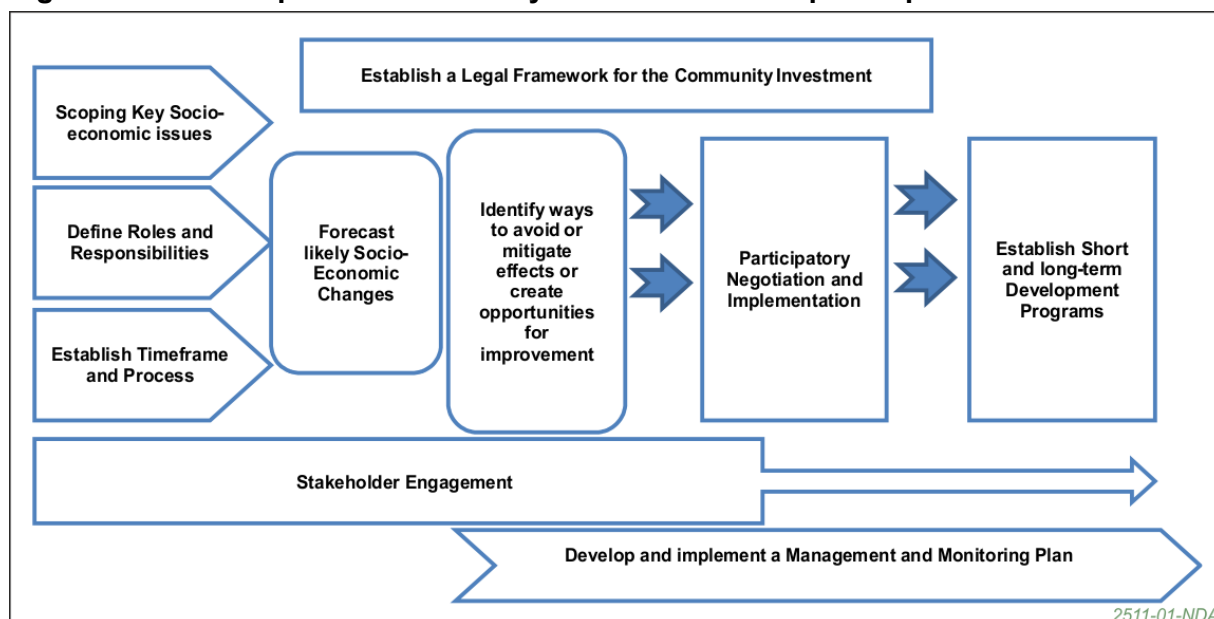 Establish a Legal Framework for the Community Investment
Scoping Key Socio-
economic issues
Define Roles and
Responsibilities
Establish Timeframe
and Process
Forecast
likely Socio-
Economic
Changes
Identify ways
to avoid or
mitigate
effects or
create
opportunities
for
improvement
Participatory
Negotiation and
Implementation
Establish Short
and long-term
Development
Programs
Stakeholder Engagement
Develop and implement a Management and Monitoring Plan
2511-01-NDA